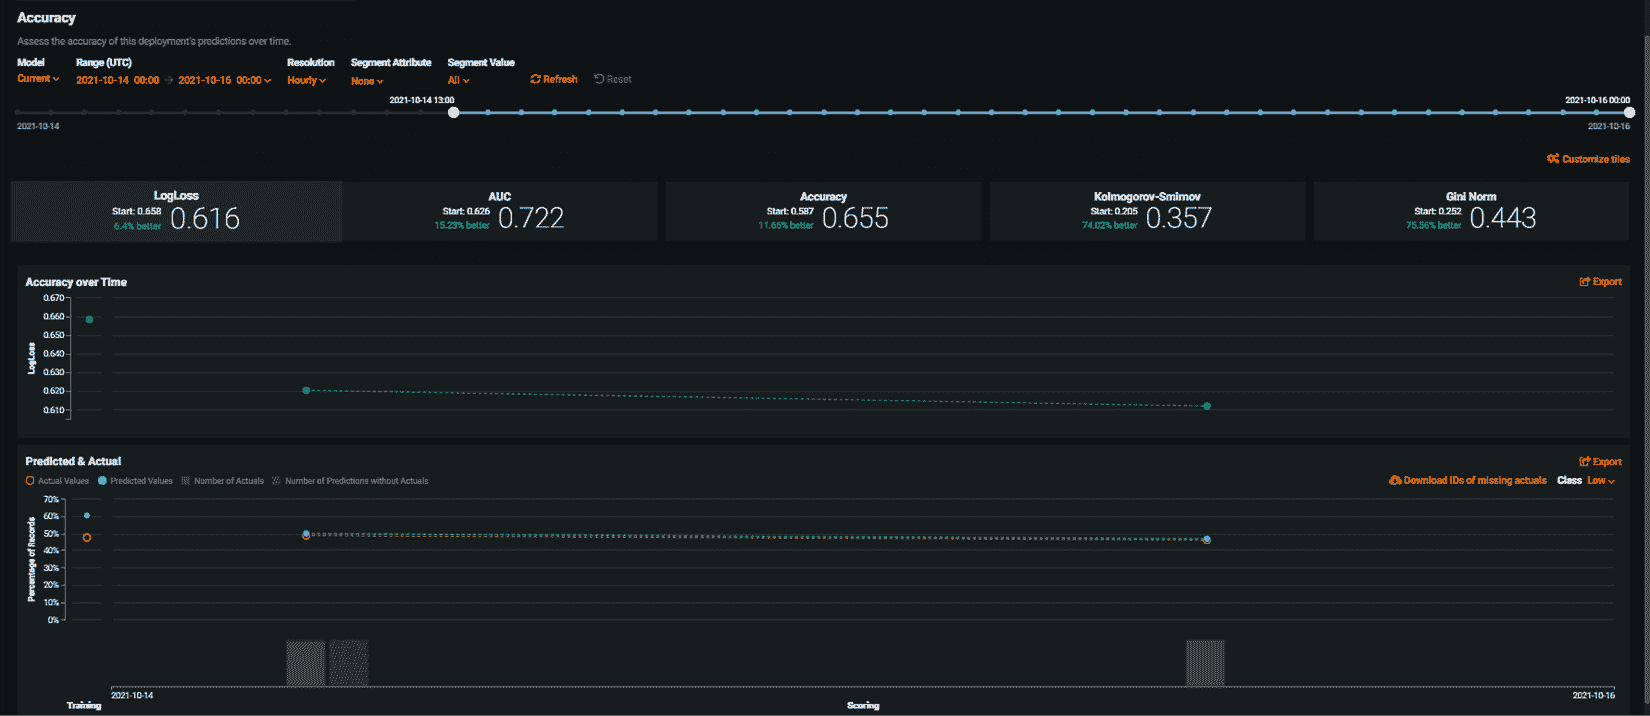 Accuracy
Assess the accuracy of this deployment's predictions over time.
Model Range (UTC) Resolution Segment Attribute Segment Value
Current 2021-10-14 00:00 → 2021-10-16 00:00 Hourly None All Refresh Reset
2021-10-14 13:00 2021-10-16 00:00
2021-10-14 2021-10-16
Customize tiles
LogLoss
Start: 0.658
6.4% better
0.616
AUC
Start: 0.626
15.23% better
0.722
Accuracy
Start: 0.587
11.66% better
0.655
Kolmogorov-Smirnov
Start: 0.205
74.02% better
0.357
Gini Norm
Start: 0.252
75.56% better
0.443
Accuracy over Time Export
0.670
0.660
0.650
0.640
0.630
0.620
0.610
LogLoss
Predicted & Actual Export
Actual Values Predicted Values Number of Actuals Number of Predictions without Actuals Download IDs of missing actuals Class Low
70%
60%
50%
40%
30%
20%
10%
0%
Percentage of Records
2021-10-14 2021-10-16
Training Scoring